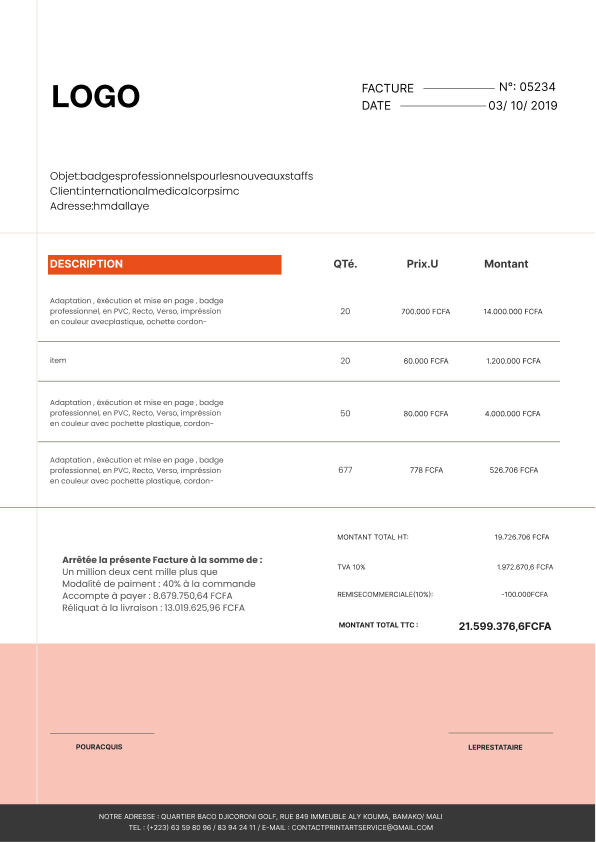 LOGO
FACTURE N°: 05234
DATE 03/ 10/ 2019
Objet:badgesprofessionnelspourlesnouveauxstaffs
Client:internationalmedicalcorpsimc
Adresse:hmdallaye
DESCRIPTION QTé. Prix.U Montant
Adaptation , éxécution et mise en page , badge
professionnel, en PVC, Recto, Verso, impréssion
en couleur avecplastique, ochette cordon-
20 700.000 FCFA 14.000.000 FCFA
item 20 60.000 FCFA 1.200.000 FCFA
Adaptation , éxécution et mise en page , badge
professionnel, en PVC, Recto, Verso, impréssion
en couleur avec pochette plastique, cordon-
50 80.000 FCFA 4.000.000 FCFA
Adaptation , éxécution et mise en page , badge
professionnel, en PVC, Recto, Verso, impréssion
en couleur avec pochette plastique, cordon-
677 778 FCFA 526.706 FCFA
MONTANT TOTAL HT: 19.726.706 FCFA
TVA 10% 1.972.670,6 FCFA
REMISECOMMERCIALE(10%): -100.000FCFA
MONTANT TOTAL TTC : 21.599.376,6FCFA
Arrêtée la présente Facture à la somme de :
Un million deux cent mille plus que
Modalité de paiment : 40% à la commande
Accompte à payer : 8.679.750,64 FCFA
Réliquat à la livraison : 13.019.625,96 FCFA
POURACQUIS LEPRESTATAIRE
NOTRE ADRESSE : QUARTIER BACO DJICORONI GOLF, RUE 849 IMMEUBLE ALY KOUMA, BAMAKO/ MALI
TEL : (+223) 63 59 80 96 / 83 94 24 11 / E-MAIL : CONTACTPRINTARTSERVICE@GMAIL.COM